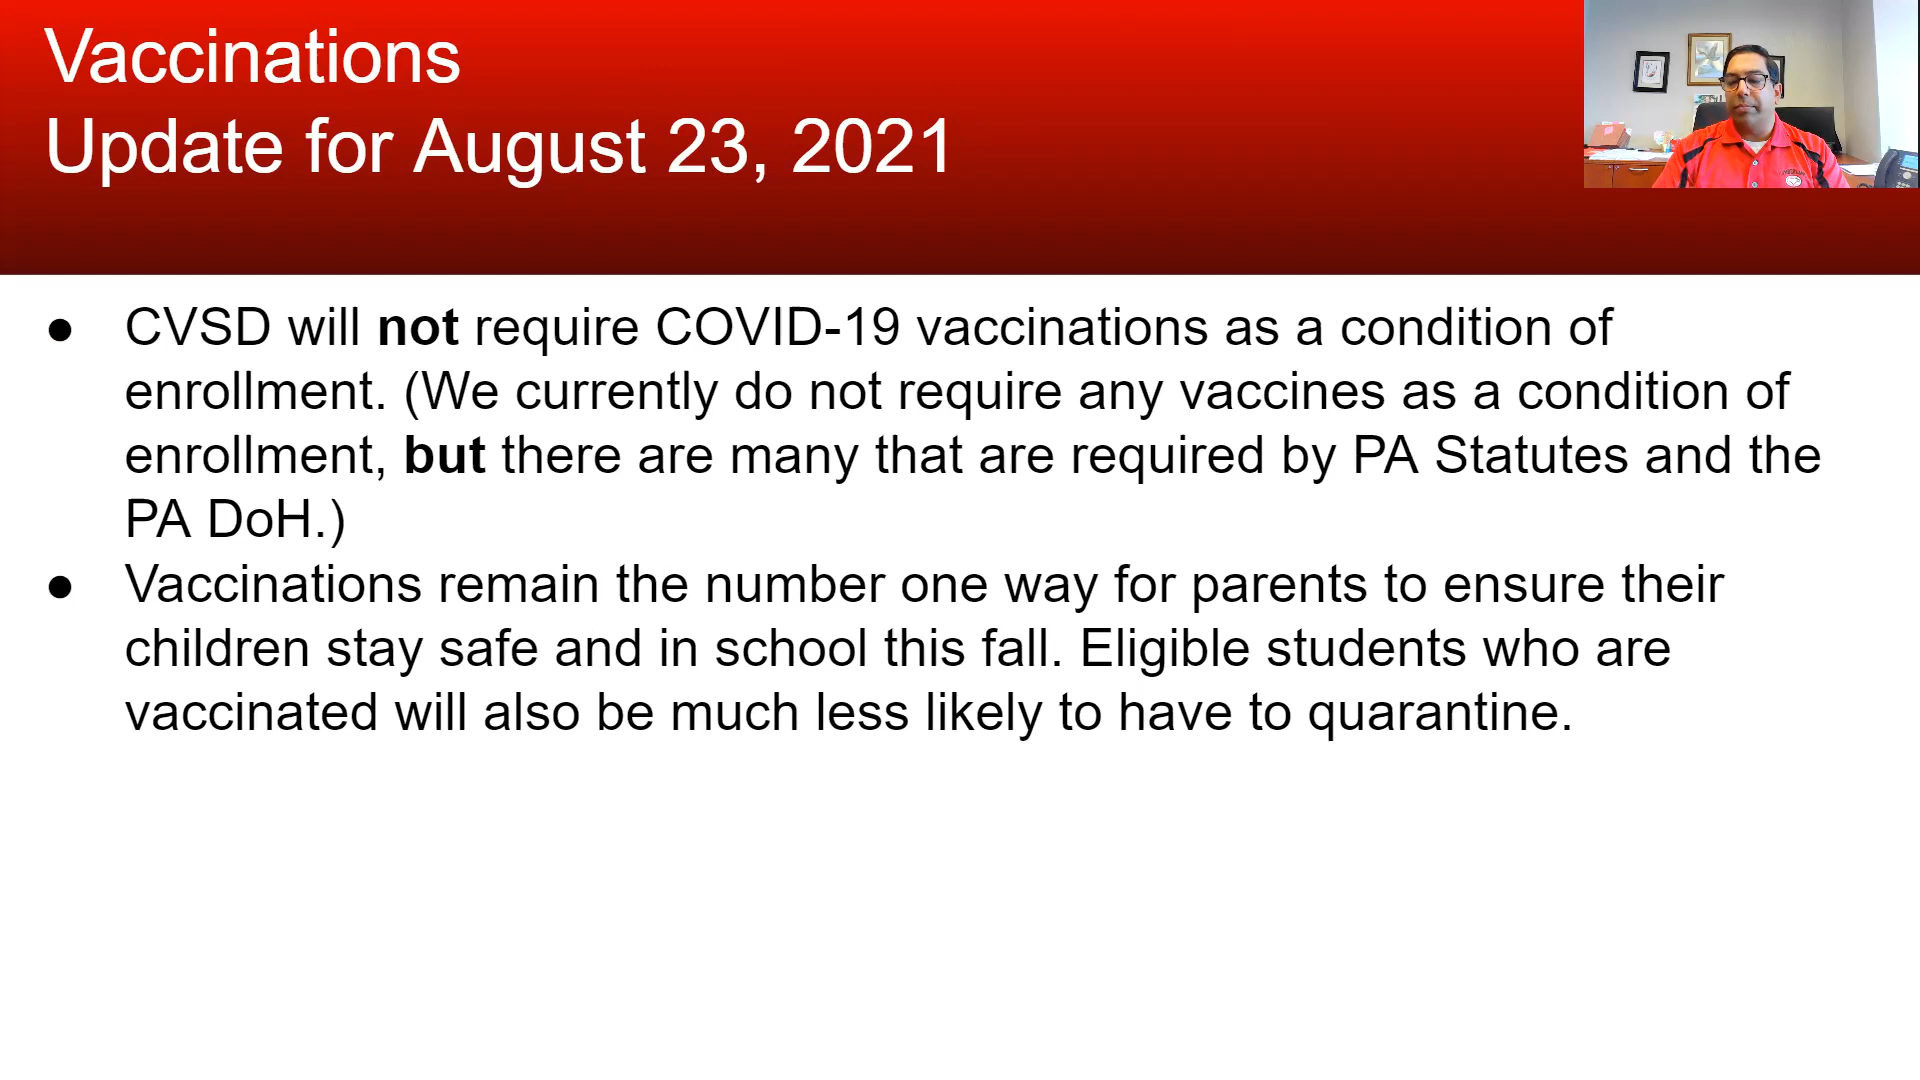 Vaccinations
Update for August 23, 2021
● CVSD will not require COVID-19 vaccinations as a condition of
enrollment. (We currently do not require any vaccines as a condition of
enrollment, but there are many that are required by PA Statutes and the
PA DoH.)
● Vaccinations remain the number one way for parents to ensure their
children stay safe and in school this fall. Eligible students who are
vaccinated will also be much less likely to have to quarantine.